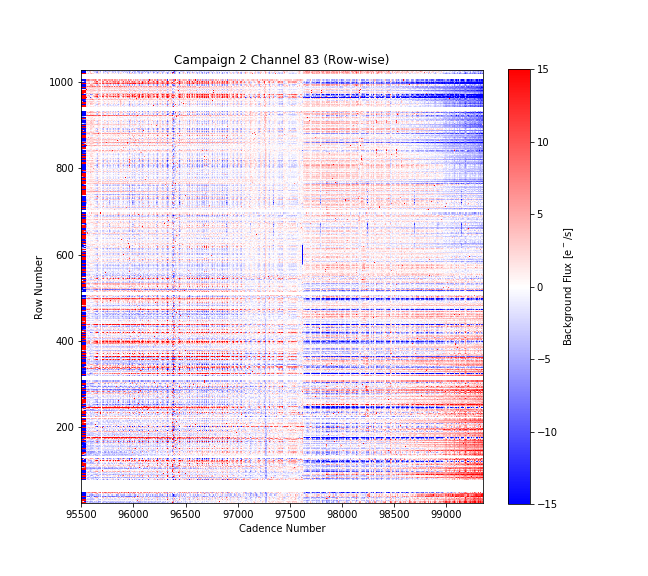 Campaign 2 Channel 83 (Row-wise)
1000
800
600
400
200
Row Number
95500 96000 96500 97000 97500 98000 98500 99000
Cadence Number
15
10
5
0
−5
−10
−15
Background Flux [e⁻/s]